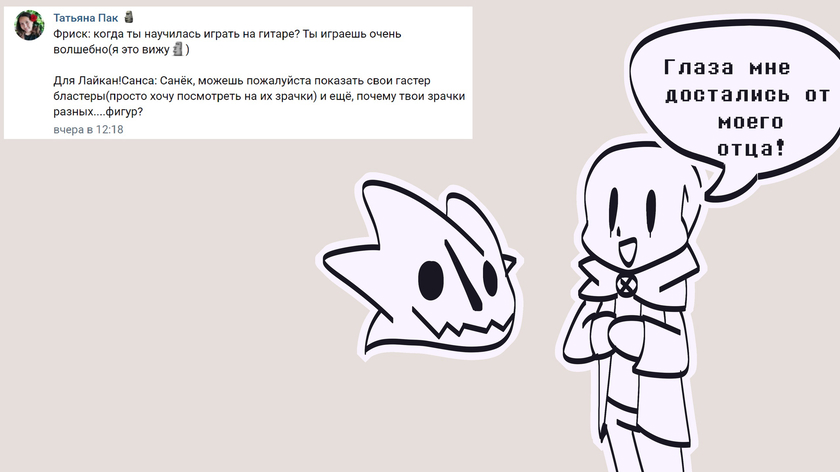 Татьяна Пак 🗿
Фриск: когда ты научилась играть на гитаре? Ты играешь очень
волшебно(я это вижу🗿)
Для Лайкан!Санса: Санёк, можешь пожалуйста показать свои гастер
бластеры(просто хочу посмотреть на их зрачки) и ещё, почему твои зрачки
разных....фигур?
вчера в 12:18
Глаза мне
достались от
моего
отца!